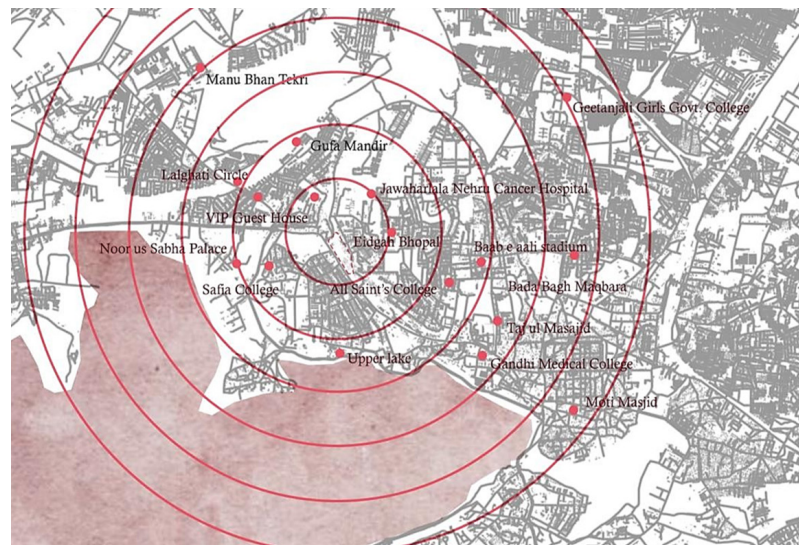 Manu Bhan Tekri
Geetanjali Girls Govt. College
Gufa Mandir
Lalghati Circle
Jawaharlala Nehru Cancer Hospital
VIP Guest House
Eidgah Bhopal
Noor us Sabha Palace
Baab e aali stadium
Safia College
All Saint's College
Bada Bagh Maqbara
Taj ul Masajid
Upper lake
Gandhi Medical College
Moti Masjid